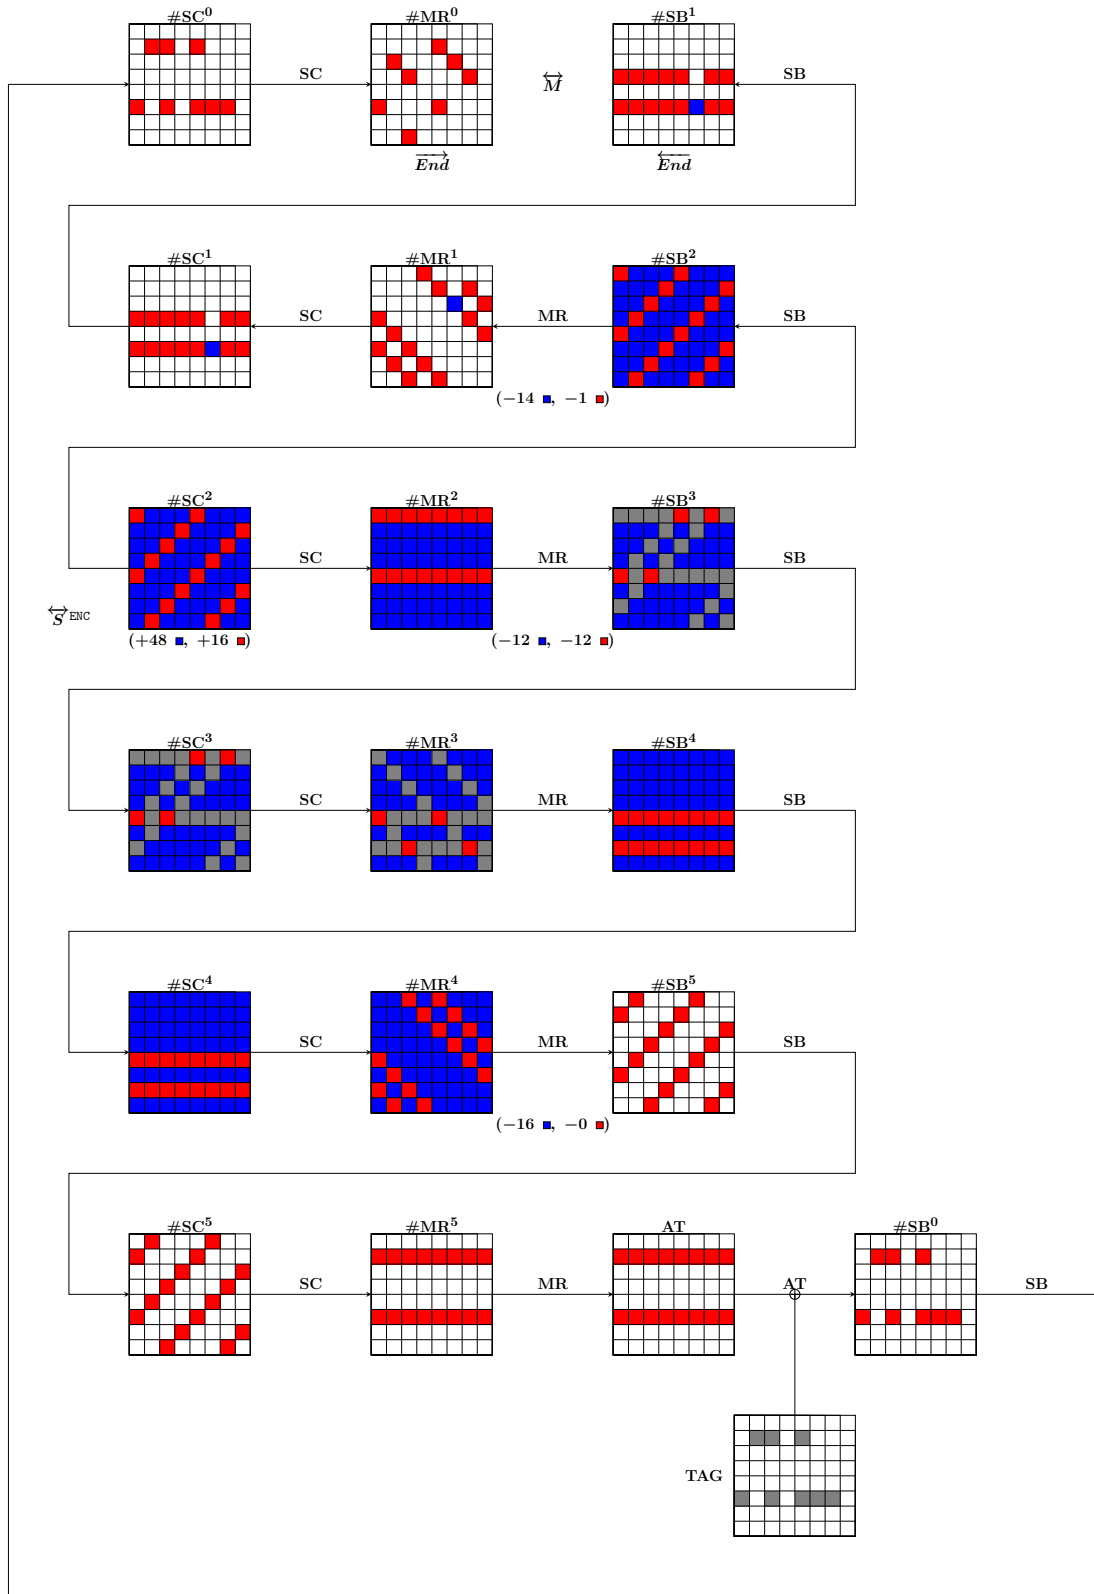 #SC⁰ #MR⁰ #SB¹
SC M SB
End End
#SC¹ #MR¹ #SB²
SC MR SB
(−14 ■, −1 ■)
#SC² #MR² #SB³
SC MR SB
S ENC
(+48 ■, +16 ■) (−12 ■, −12 ■)
#SC³ #MR³ #SB⁴
SC MR SB
#SC⁴ #MR⁴ #SB⁵
SC MR SB
(−16 ■, −0 ■)
#SC⁵ #MR⁵ AT #SB⁰
SC MR AT SB
TAG